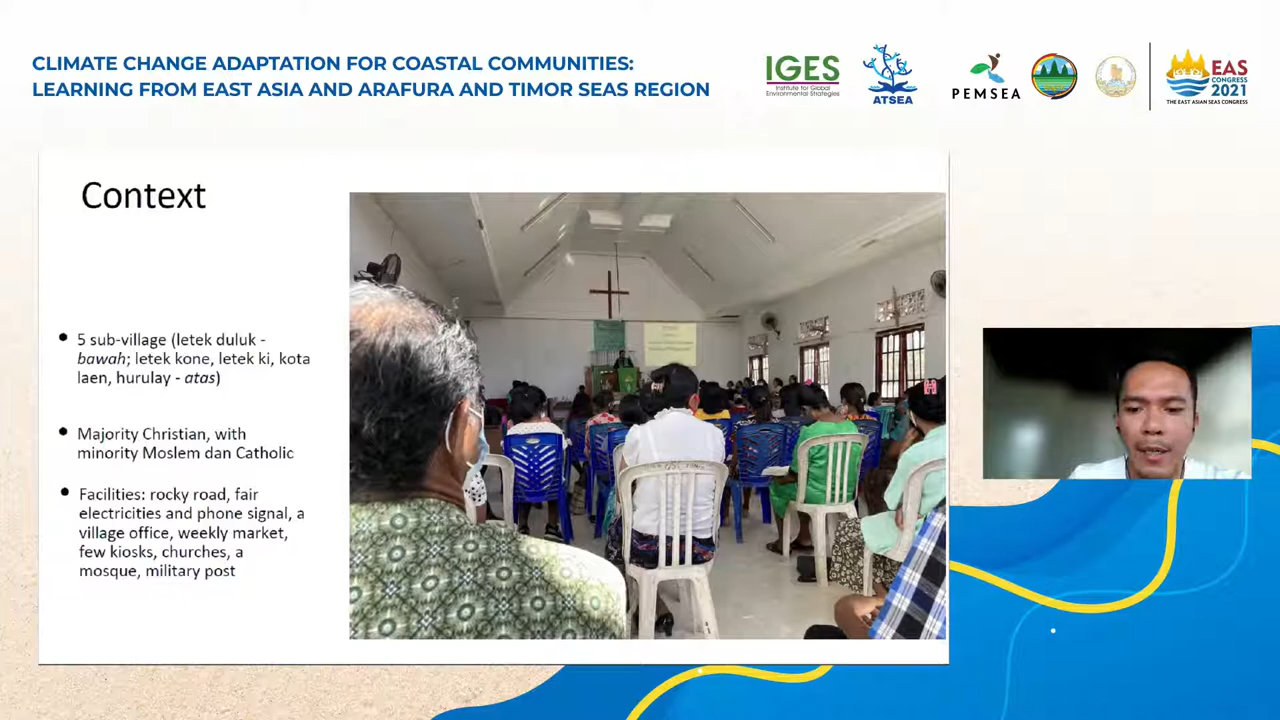 CLIMATE CHANGE ADAPTATION FOR COASTAL COMMUNITIES:
LEARNING FROM EAST ASIA AND ARAFURA AND TIMOR SEAS REGION
IGES
Institute for Global
Environmental Strategies
ATSEA
PEMSEA
EAS
CONGRESS
2021
THE EAST ASIAN SEAS CONGRESS
Context
5 sub-village (letek duluk -
bawah; letek kone, letek ki, kota
laen, hurulay - atas)
Majority Christian, with
minority Moslem dan Catholic
Facilities: rocky road, fair
electricities and phone signal, a
village office, weekly market,
few kiosks, churches, a
mosque, military post